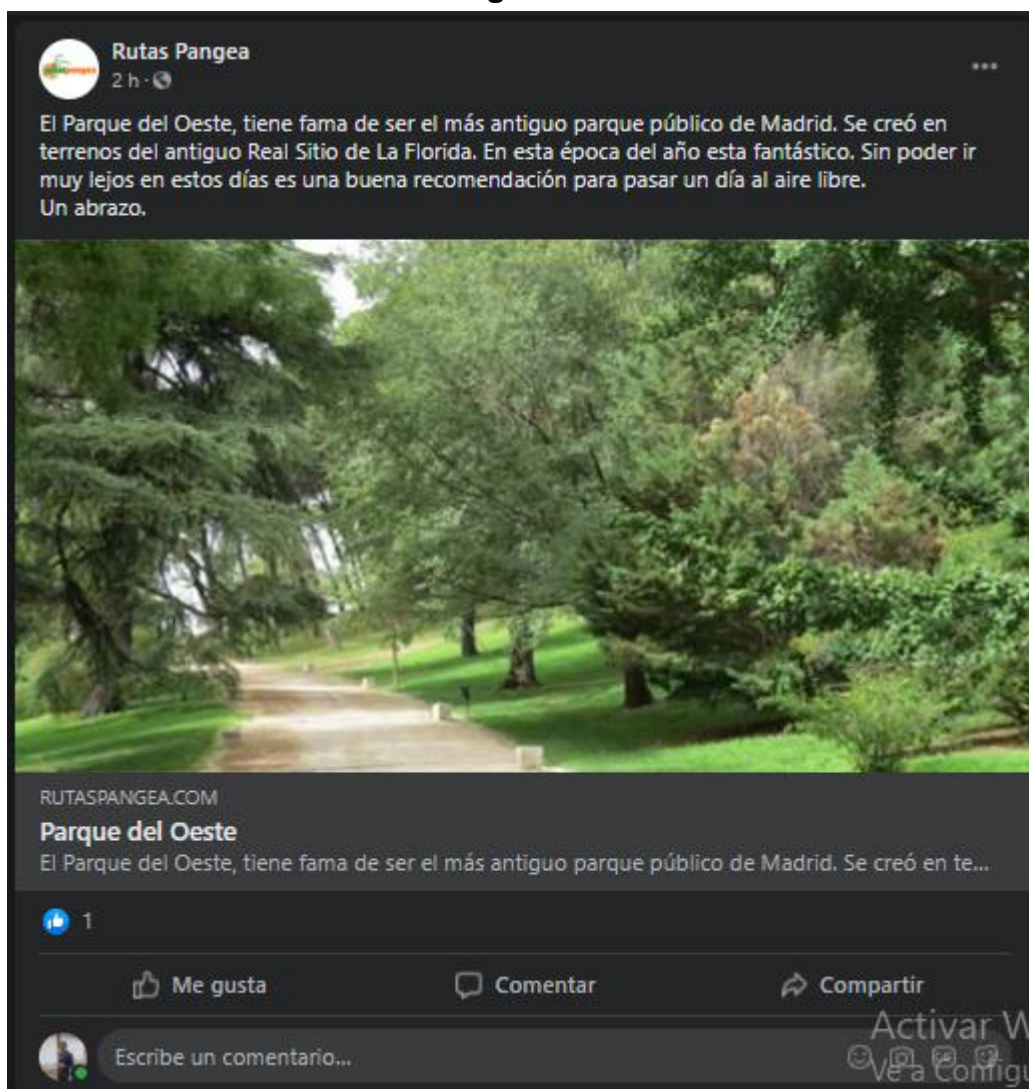 Rutas Pangea
2 h ·
El Parque del Oeste, tiene fama de ser el más antiguo parque público de Madrid. Se creó en
terrenos del antiguo Real Sitio de La Florida. En esta época del año esta fantástico. Sin poder ir
muy lejos en estos días es una buena recomendación para pasar un día al aire libre.
Un abrazo.
RUTASPANGEA.COM
Parque del Oeste
El Parque del Oeste, tiene fama de ser el más antiguo parque público de Madrid. Se creó en te...
1
Me gusta Comentar Compartir
Activar W
Escribe un comentario...
Ve a Configu